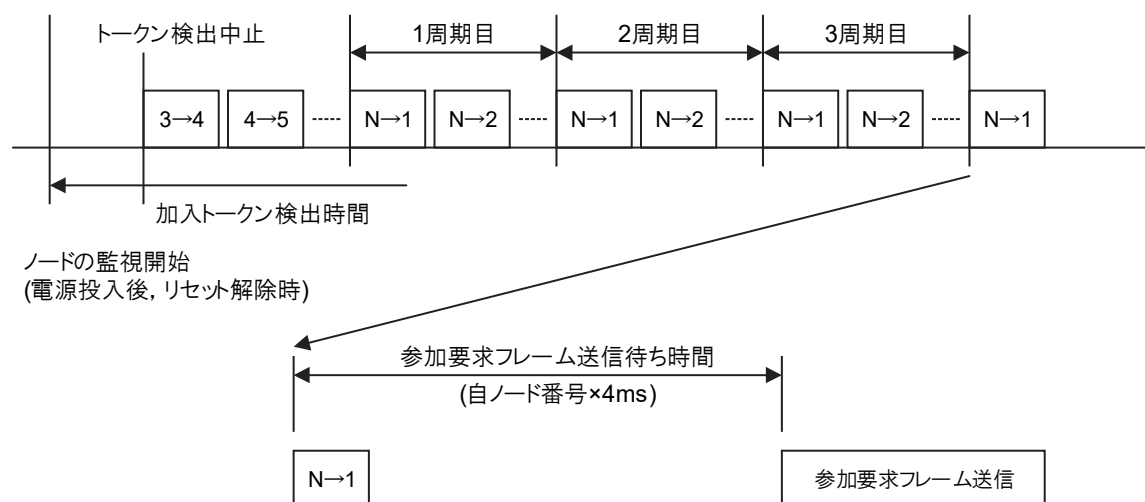 トークン検出中止
1周期目
2周期目
3周期目
3→4
4→5
N→1
N→2
N→1
N→2
N→1
N→2
N→1
加入トークン検出時間
ノードの監視開始
(電源投入後, リセット解除時)
参加要求フレーム送信待ち時間
(自ノード番号×4ms)
N→1
参加要求フレーム送信